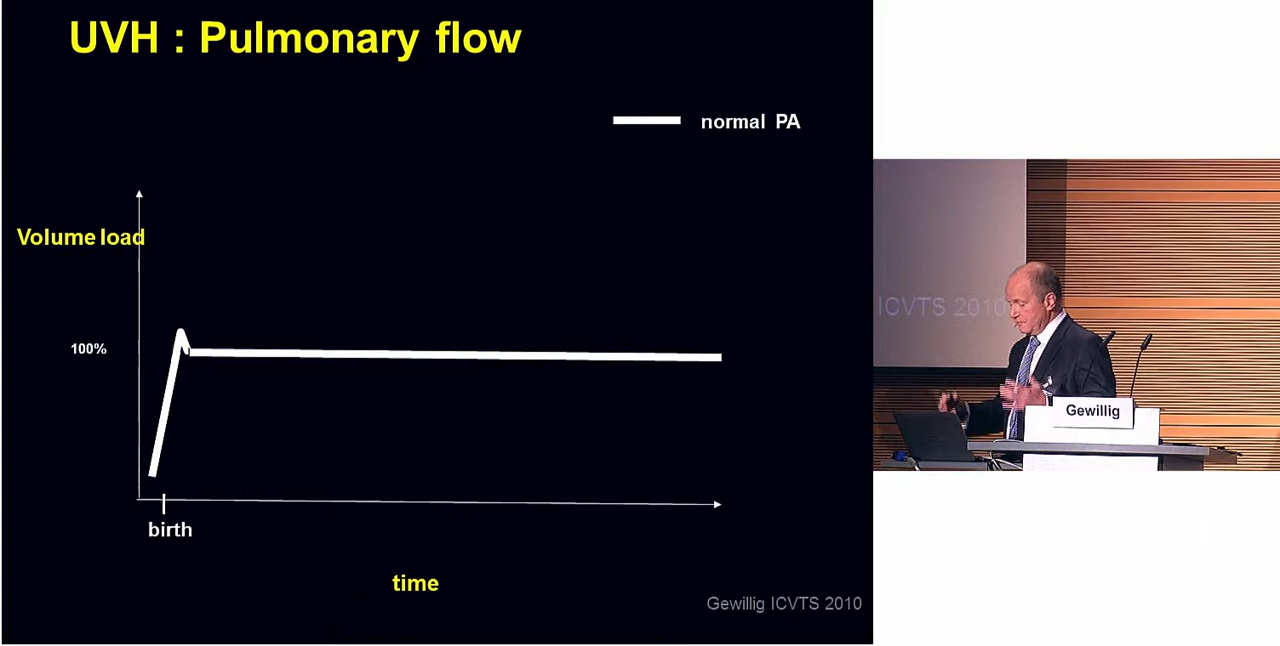 UVH : Pulmonary flow
normal PA
Volume load
100%
birth
time
Gewillig ICVTS 2010
ICVTS 2010
Gewillig